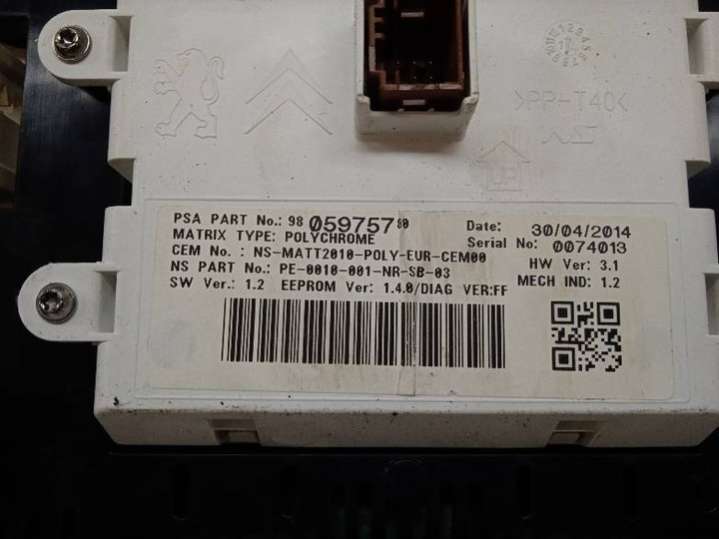 >PP-T40<
PSA PART No.: 98 059757 80
Date: 30/04/2014
MATRIX TYPE: POLYCHROME
Serial No: 0074013
CEM No. : NS-MATT2010-POLY-EUR-CEM00
HW Ver: 3.1
NS PART No.: PE-0010-001-NR-SB-03
MECH IND: 1.2
SW Ver.: 1.2 EEPROM Ver: 1.4.0/DIAG VER:FF